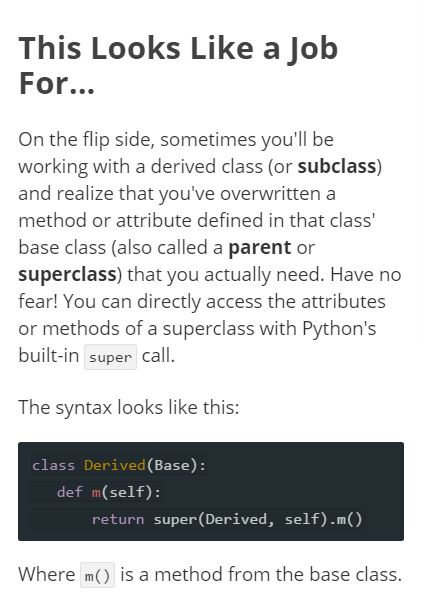 This Looks Like a Job
For...
On the flip side, sometimes you'll be
working with a derived class (or subclass)
and realize that you've overwritten a
method or attribute defined in that class'
base class (also called a parent or
superclass) that you actually need. Have no
fear! You can directly access the attributes
or methods of a superclass with Python's
built-in super call.
The syntax looks like this:
class Derived(Base):
def m(self):
return super(Derived, self).m()
Where m() is a method from the base class.